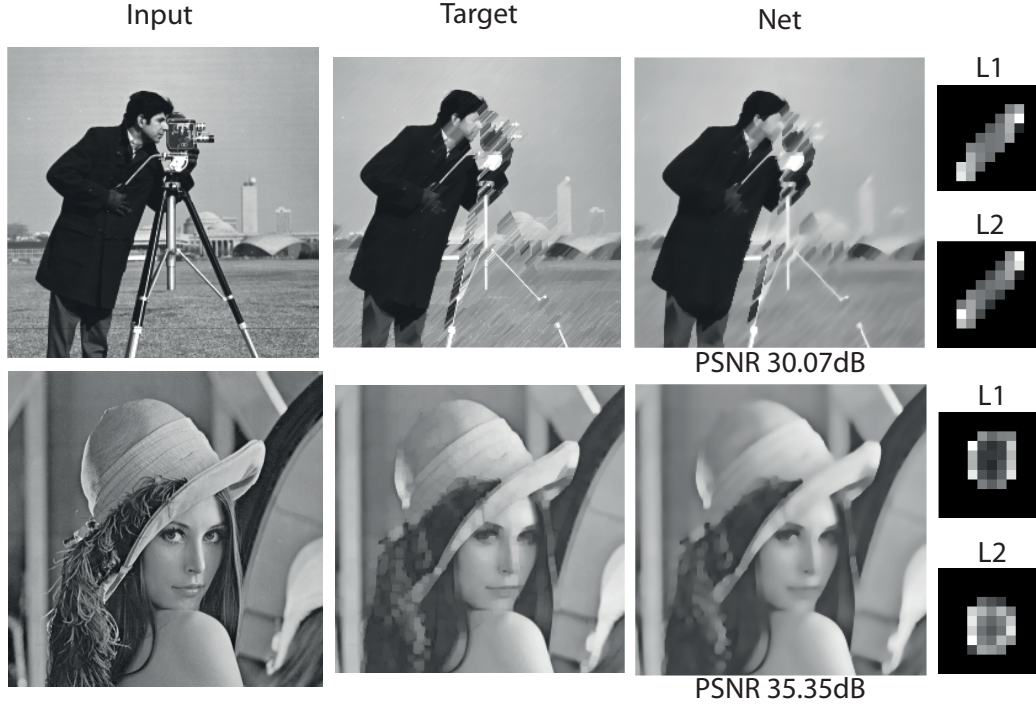 Input
Target
Net
L1
L2
PSNR 30.07dB
L1
L2
PSNR 35.35dB